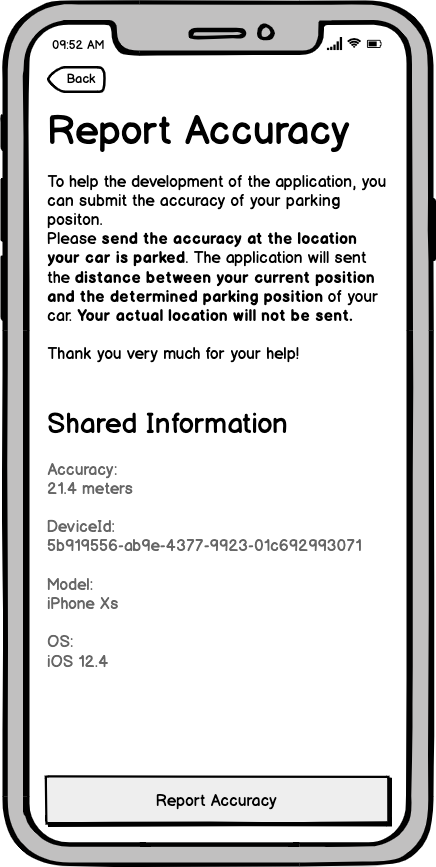 09:52 AM
Back
Report Accuracy
To help the development of the application, you
can submit the accuracy of your parking
positon.
Please send the accuracy at the location
your car is parked. The application will sent
the distance between your current position
and the determined parking position of your
car. Your actual location will not be sent.
Thank you very much for your help!
Shared Information
Accuracy:
21.4 meters
DeviceId:
5b919556-ab9e-4377-9923-01c692993071
Model:
iPhone Xs
OS:
iOS 12.4
Report Accuracy